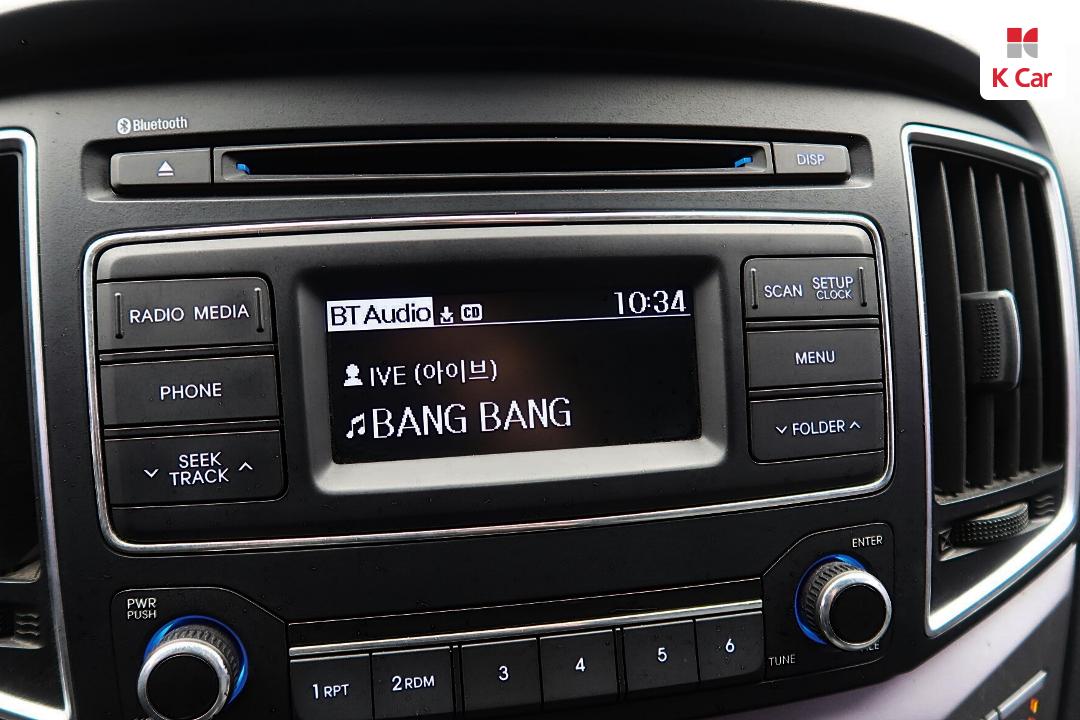 K Car
Bluetooth
DISP
RADIO MEDIA
PHONE
SEEK
TRACK
BT Audio CD 10:34
IVE (아이브)
BANG BANG
SCAN SETUP
CLOCK
MENU
FOLDER
PWR
PUSH
1 RPT 2 RDM 3 4 5 6
ENTER
TUNE